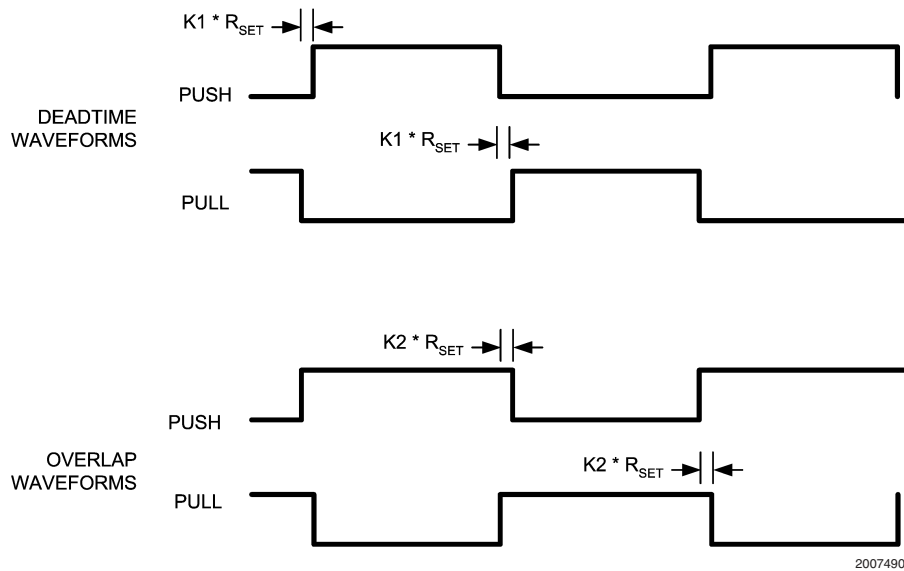 K1 * RSET
PUSH
DEADTIME
WAVEFORMS
K1 * RSET
PULL
K2 * RSET
PUSH
OVERLAP
WAVEFORMS
K2 * RSET
PULL
2007490